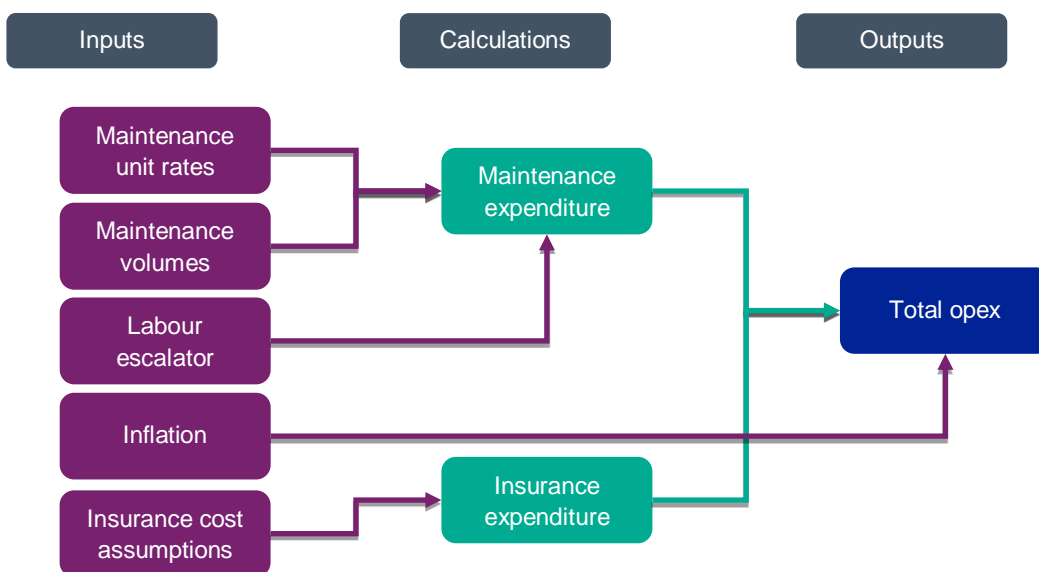 Inputs
Calculations
Outputs
Maintenance
unit rates
Maintenance
volumes
Labour
escalator
Inflation
Insurance cost
assumptions
Maintenance
expenditure
Insurance
expenditure
Total opex